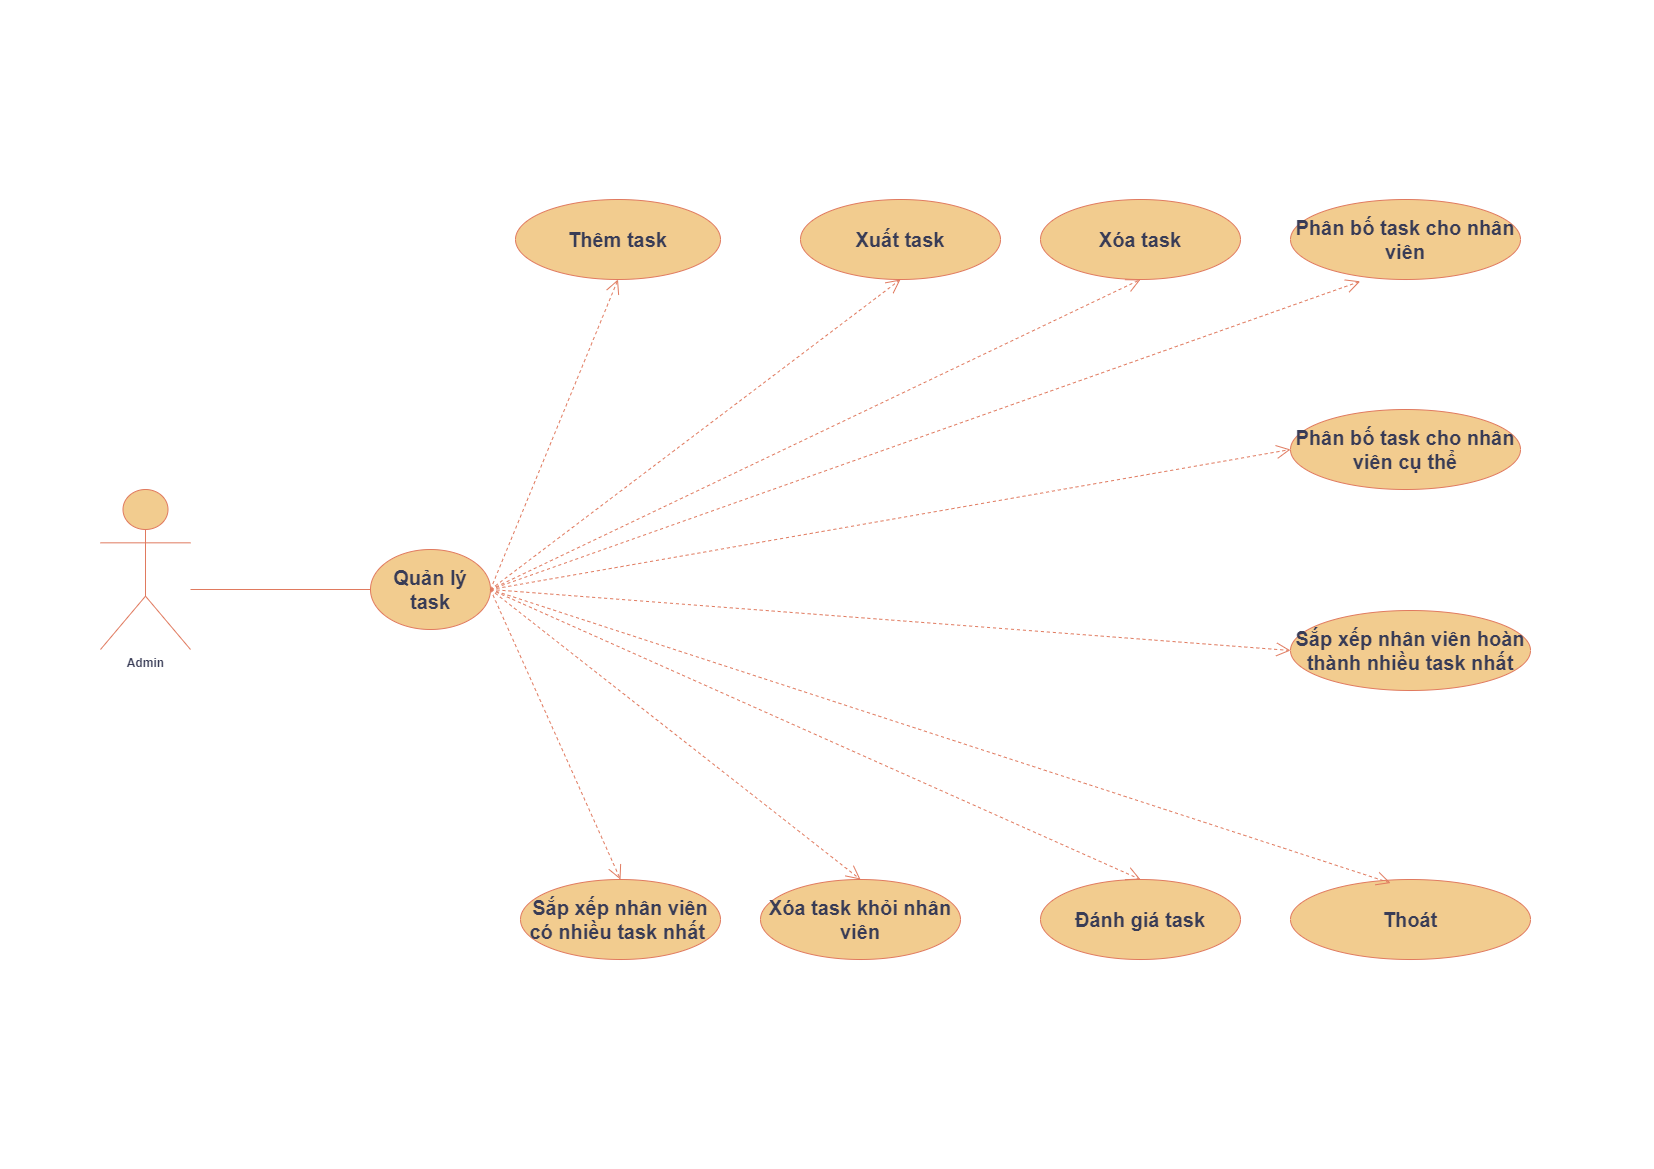 Thêm task
Xuất task
Xóa task
Phân bố task cho nhân
viên
Phân bố task cho nhân
viên cụ thể
Quản lý
task
Admin
Sắp xếp nhân viên hoàn
thành nhiều task nhất
Sắp xếp nhân viên
có nhiều task nhất
Xóa task khỏi nhân
viên
Đánh giá task
Thoát